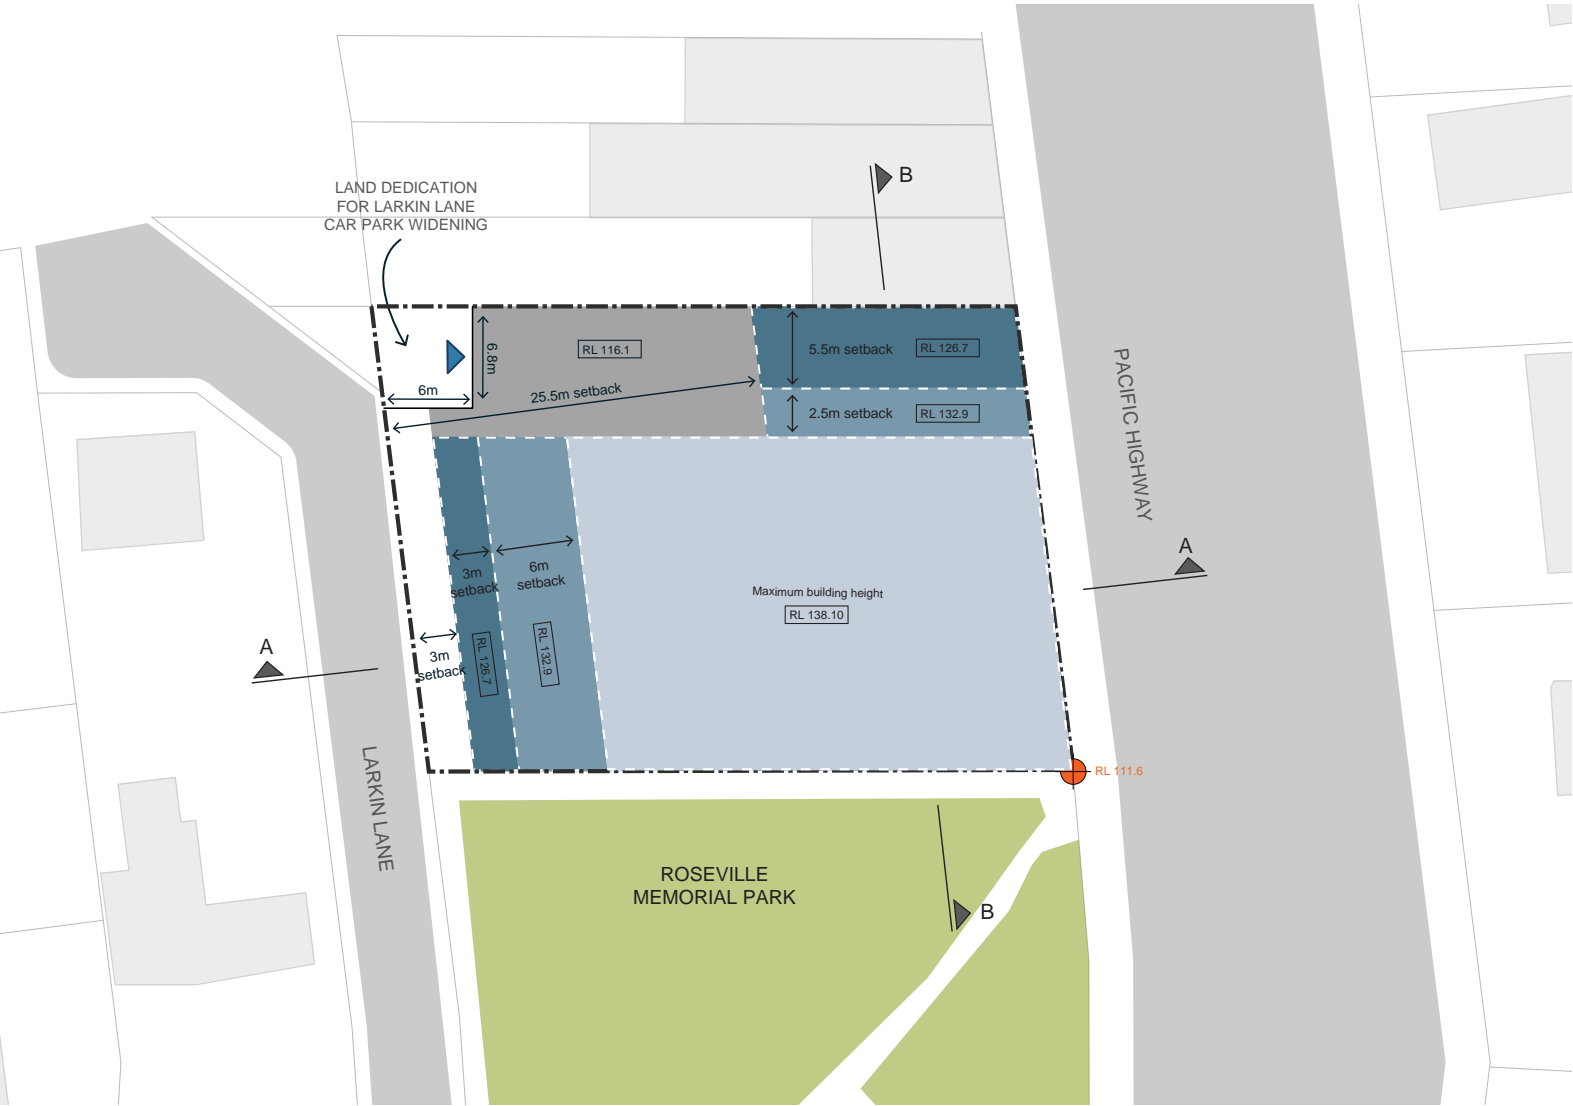 B
LAND DEDICATION
FOR LARKIN LANE
CAR PARK WIDENING
6.8m
RL 116.1
5.5m setback
RL 126.7
6m
25.5m setback
2.5m setback
RL 132.9
PACIFIC HIGHWAY
A
3m
setback
6m
setback
Maximum building height
RL 138.10
A
3m
setback
RL 126.7
RL 132.9
LARKIN LANE
RL 111.6
ROSEVILLE
MEMORIAL PARK
B